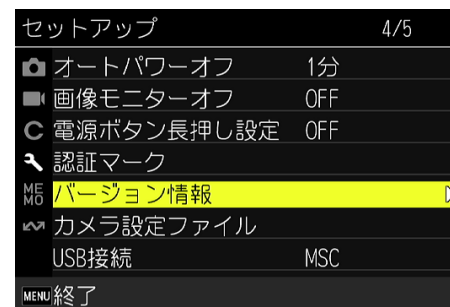 セットアップ 4/5
オートパワーオフ 1分
画像モニターオフ OFF
C 電源ボタン長押し設定 OFF
認証マーク
MEMO バージョン情報
カメラ設定ファイル
USB接続 MSC
MENU 終了